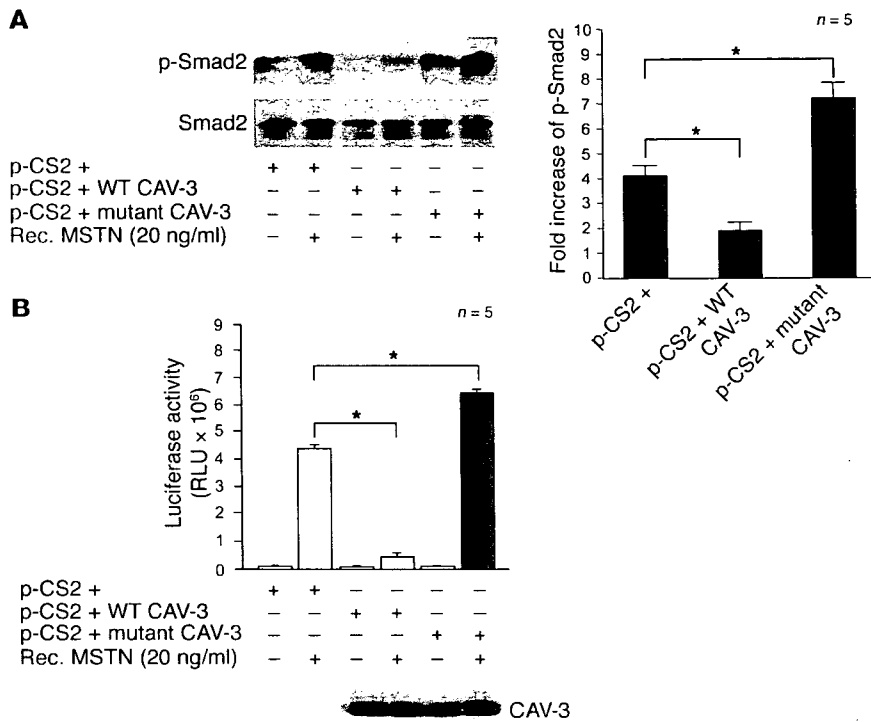 A
p-Smad2
Smad2
p-CS2 + + + – – – –
p-CS2 + WT CAV-3 – – + + – –
p-CS2 + mutant CAV-3 – – – – + +
Rec. MSTN (20 ng/ml) – + – + – +
n = 5
Fold increase of p-Smad2
10
9
8
7
6
5
4
3
2
1
0
*
*
p-CS2 +
p-CS2 + WT
CAV-3
p-CS2 + mutant
CAV-3
B
n = 5
Luciferase activity
(RLU × 10⁶)
9
8
7
6
5
4
3
2
1
0
*
*
p-CS2 + + + – – – –
p-CS2 + WT CAV-3 – – + + – –
p-CS2 + mutant CAV-3 – – – – + +
Rec. MSTN (20 ng/ml) – + – + – +
CAV-3